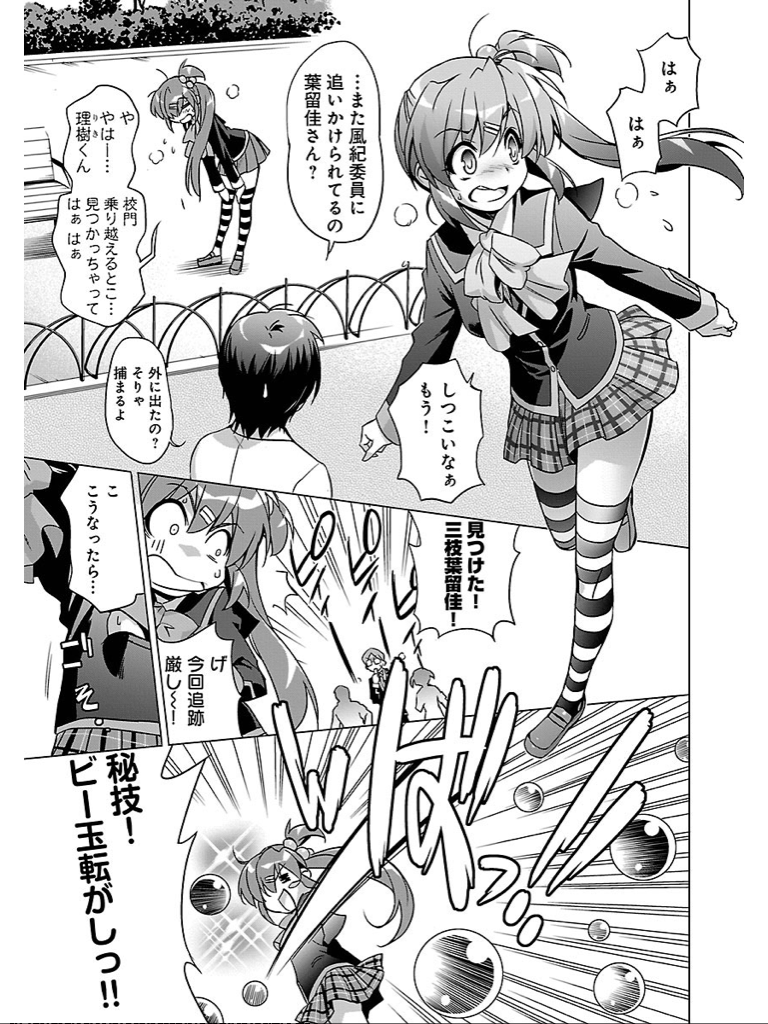 はぁ
はぁ
しつこいなぁ
もう!
…また風紀委員に
追いかけられてるの
葉留佳さん?
や
やはー…
理樹くん
りき
校門
乗り越えるとこ…
見つかっちゃって
はぁ はぁ
外に出たの?
そりゃ
捕まるよ
見つけた!
三枝葉留佳!
ピピピーッ
げ
今回追跡
厳し〜!
こ
こうなったら…
ごそ
ばっ
秘技!
ビー玉転がしっ!!